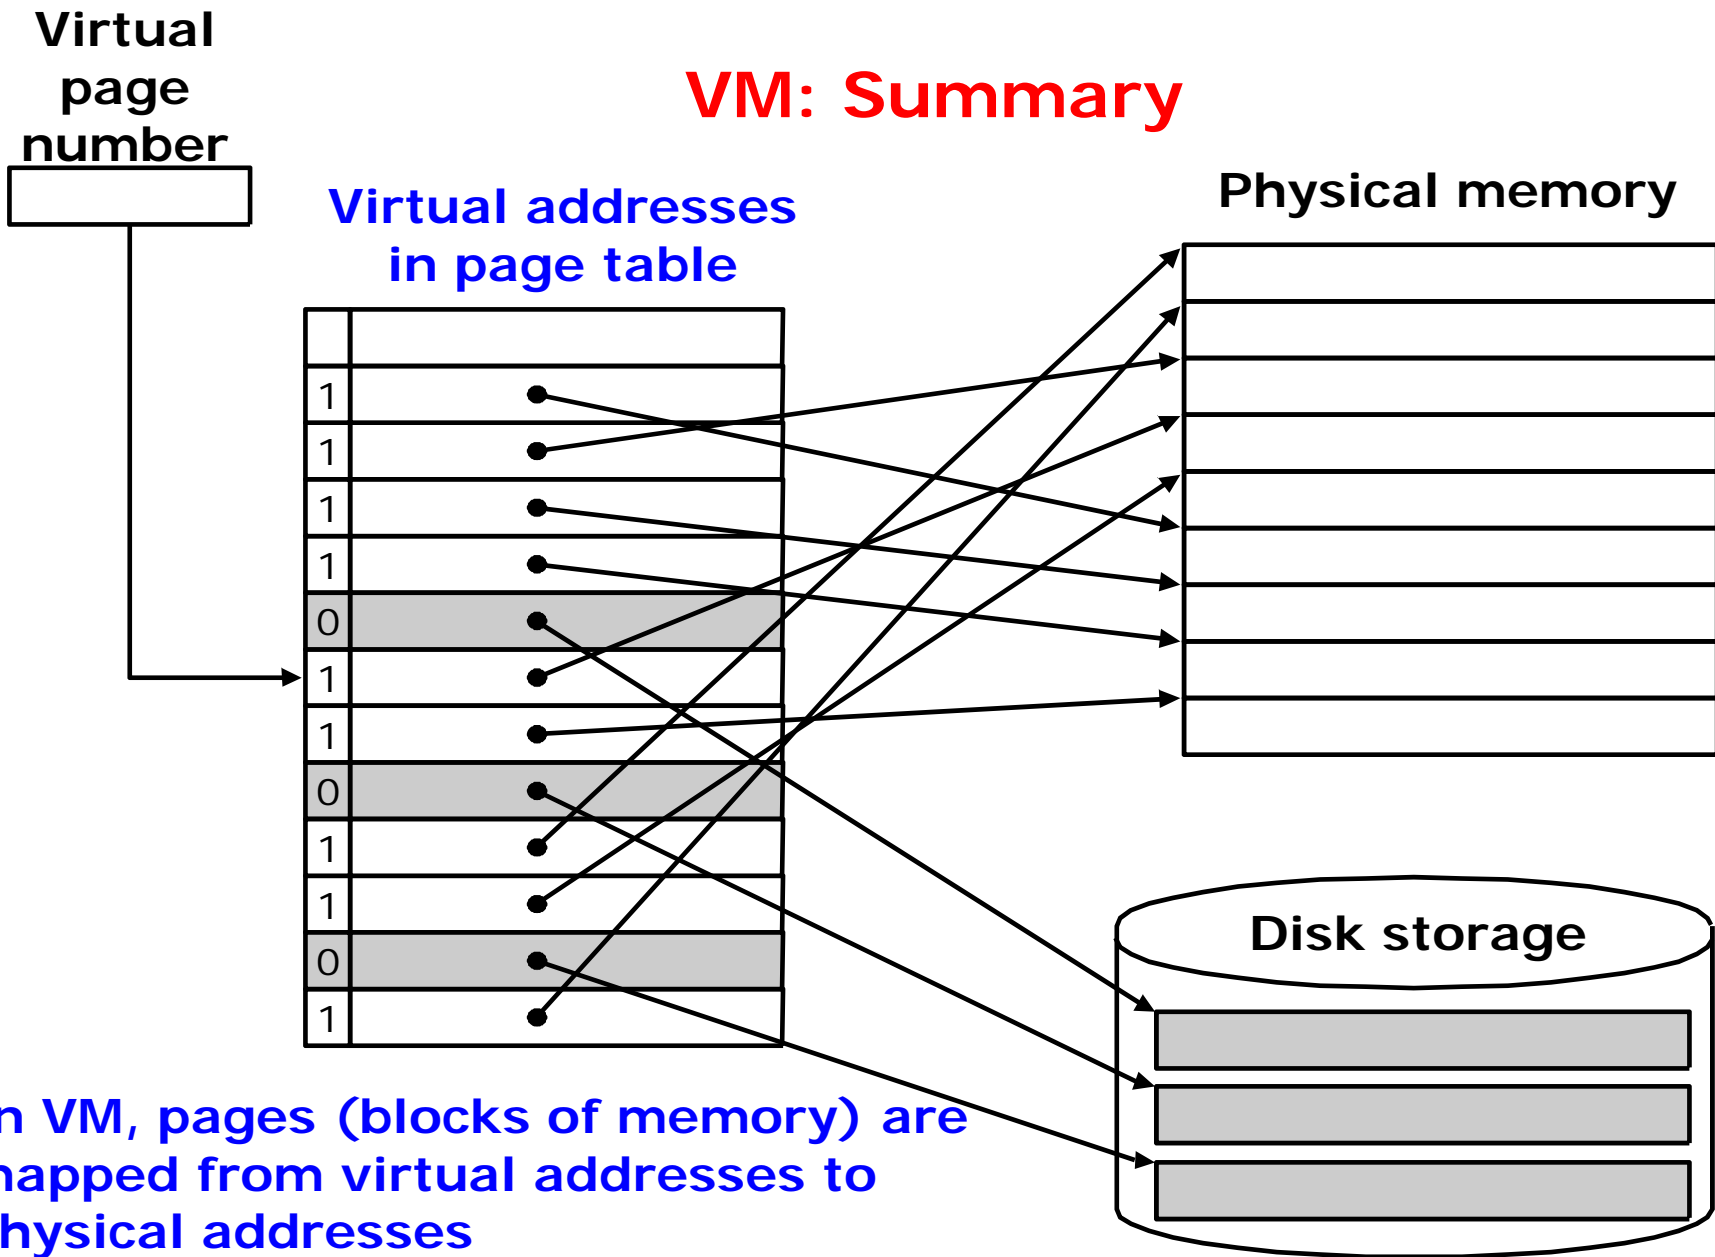 Virtual
page
number
VM: Summary
Virtual addresses
in page table
Physical memory
1
1
1
1
0
1
1
0
1
1
0
1
Disk storage
n VM, pages (blocks of memory) are
napped from virtual addresses to
hysical addresses